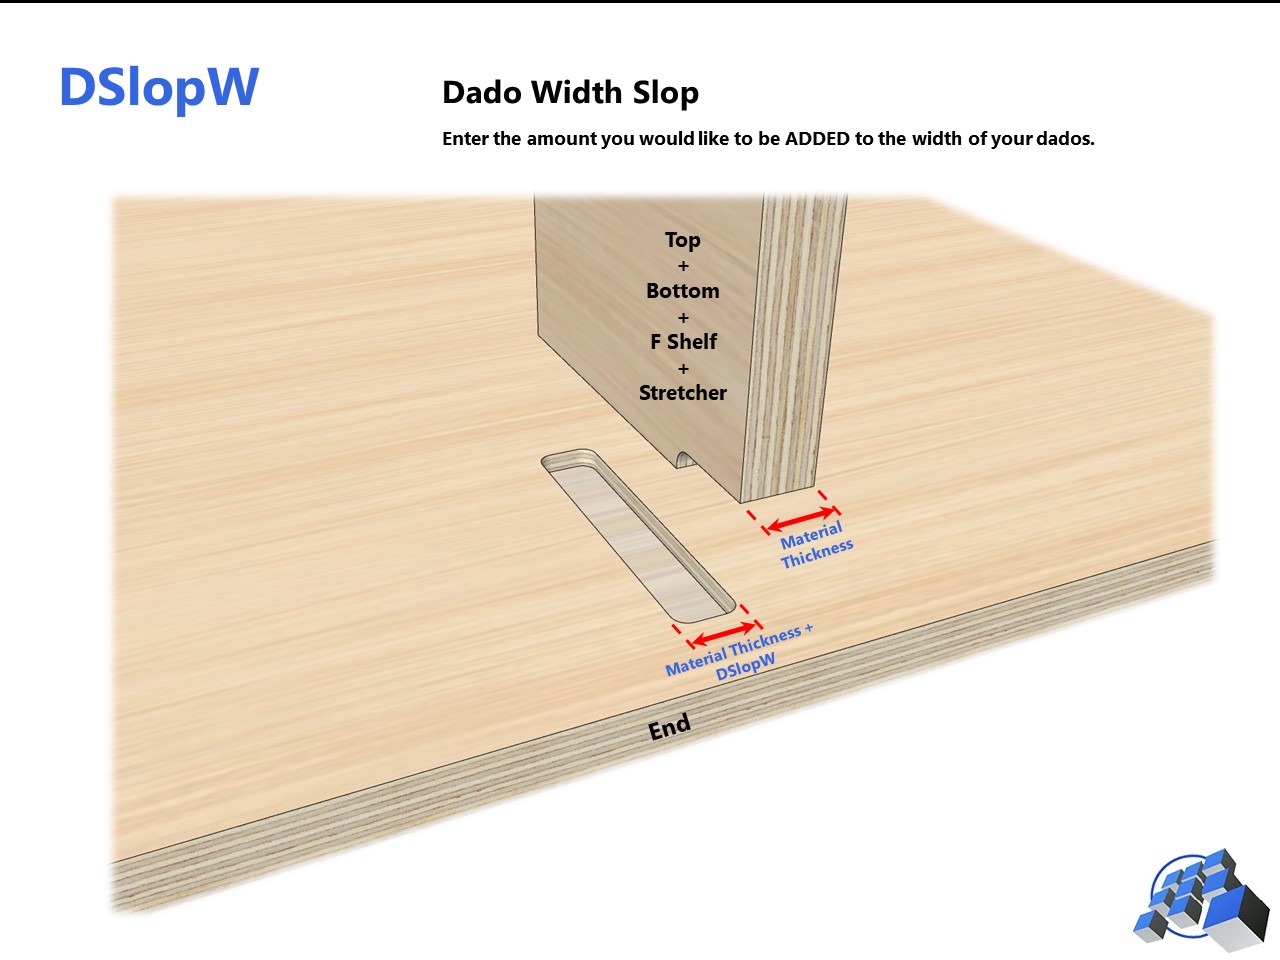 DSlopW
Dado Width Slop
Enter the amount you would like to be ADDED to the width of your dados.
Top
+
Bottom
+
F Shelf
+
Stretcher
Material
Thickness
Material Thickness +
DSlopW
End